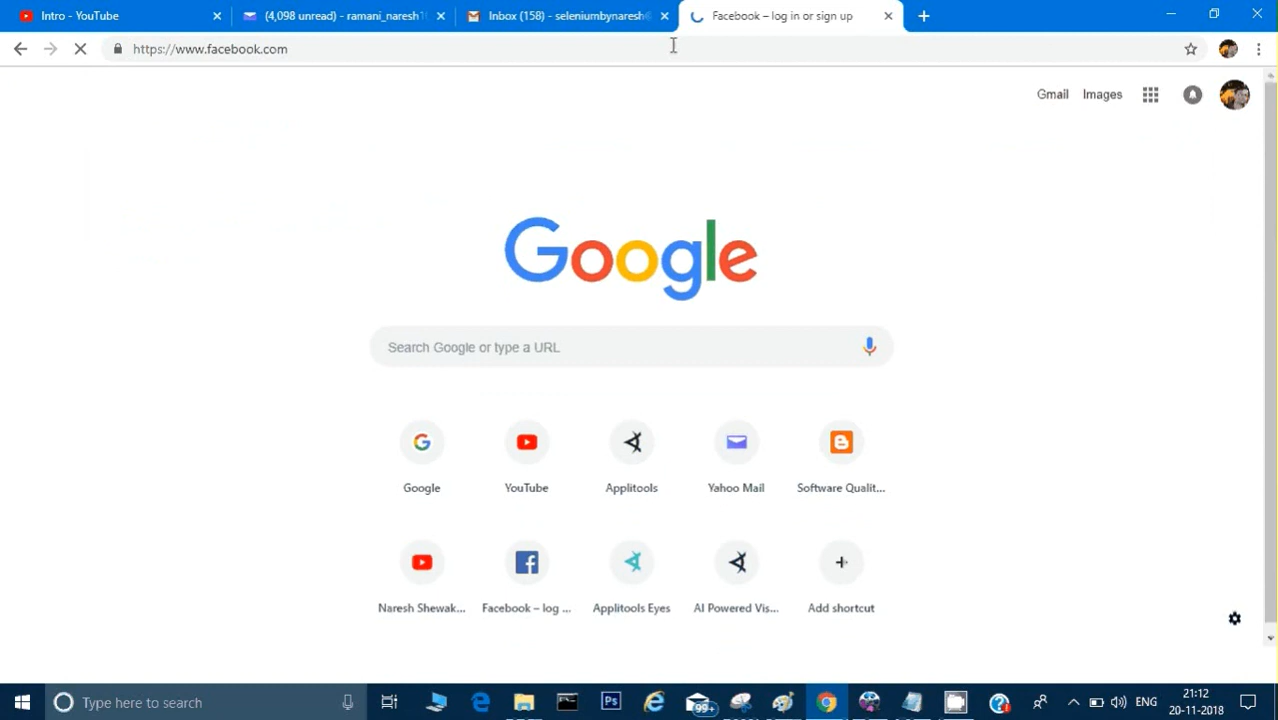 Intro - YouTube
(4,098 unread) - ramani_naresh1
Inbox (158) - seleniumbynaresh@
Facebook – log in or sign up
https://www.facebook.com
Gmail
Images
Google
Search Google or type a URL
Google
YouTube
Applitools
Yahoo Mail
Software Qualit...
Naresh Shewak...
Facebook – log ...
Applitools Eyes
AI Powered Vis...
Add shortcut
Type here to search
Ps
99+
ENG
21:12
20-11-2018